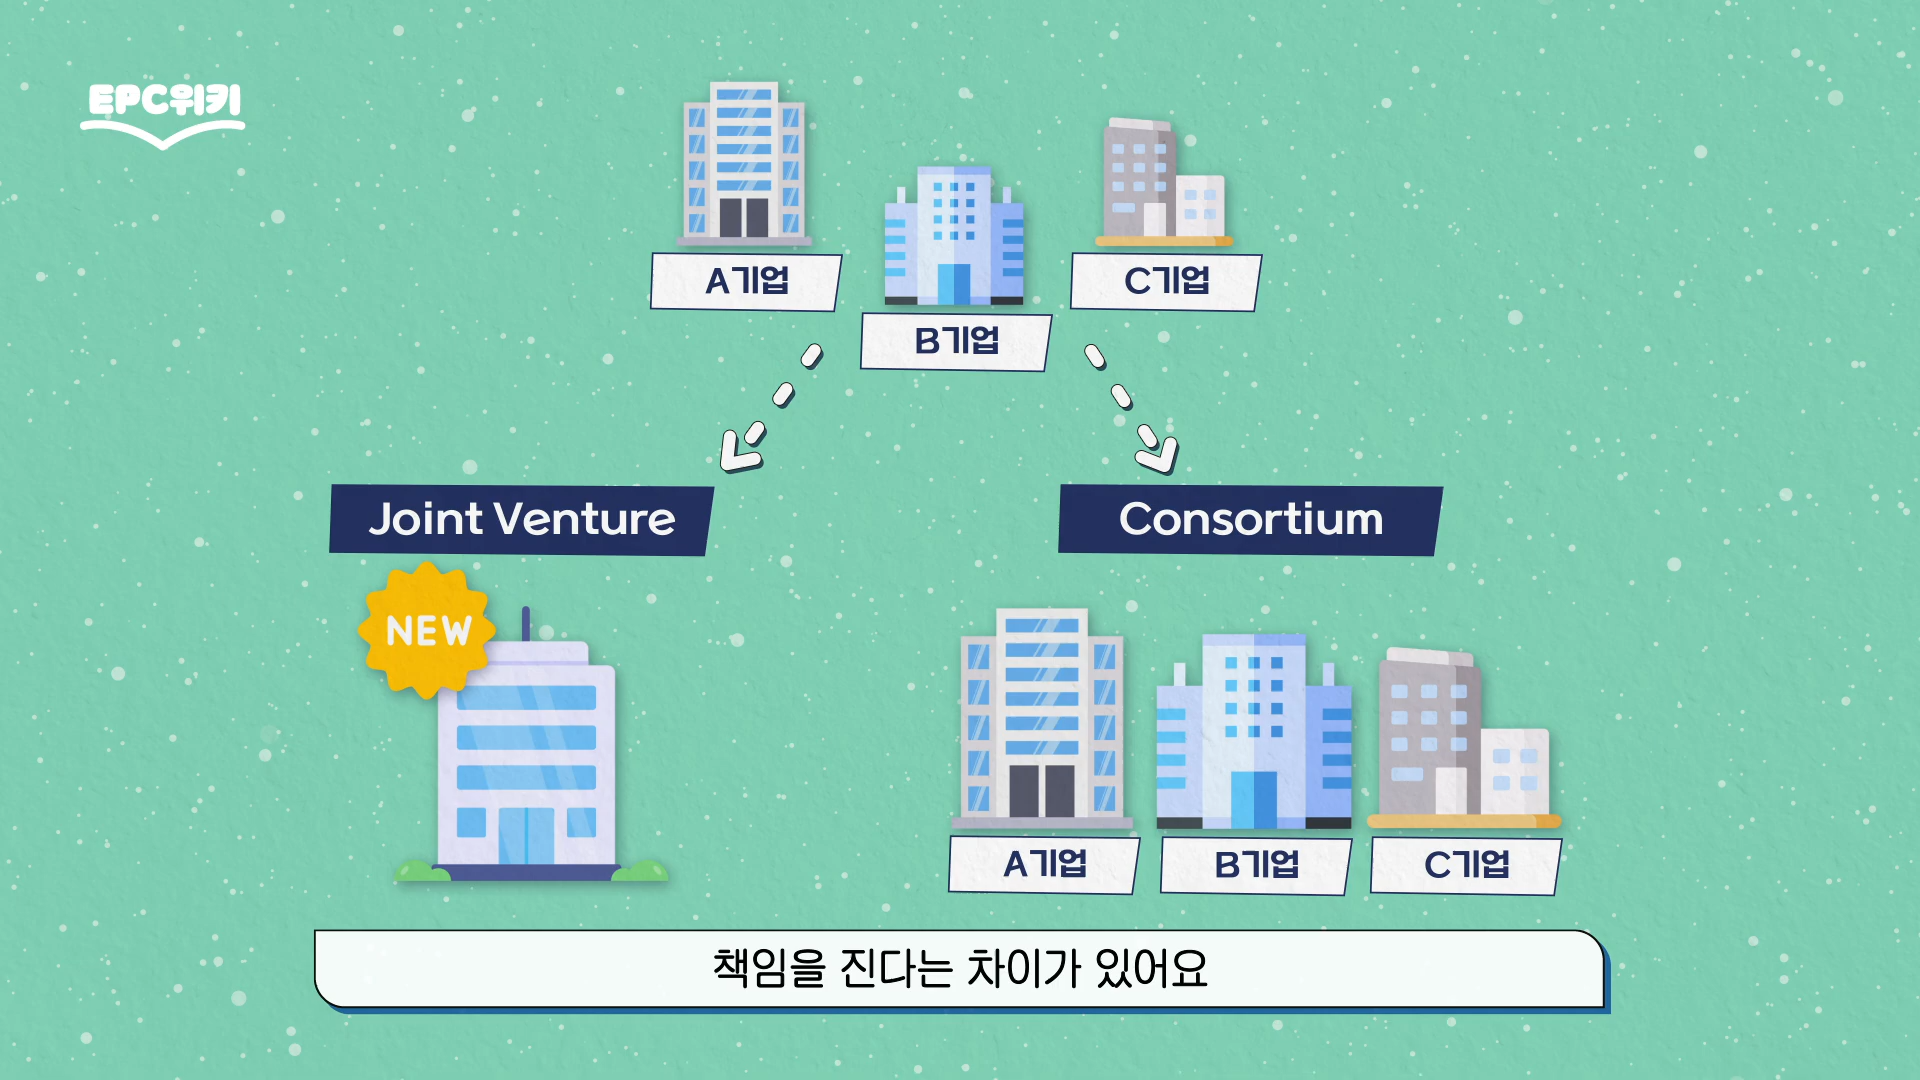 EPC위키
A기업
B기업
C기업
Joint Venture
Consortium
NEW
A기업
B기업
C기업
책임을 진다는 차이가 있어요